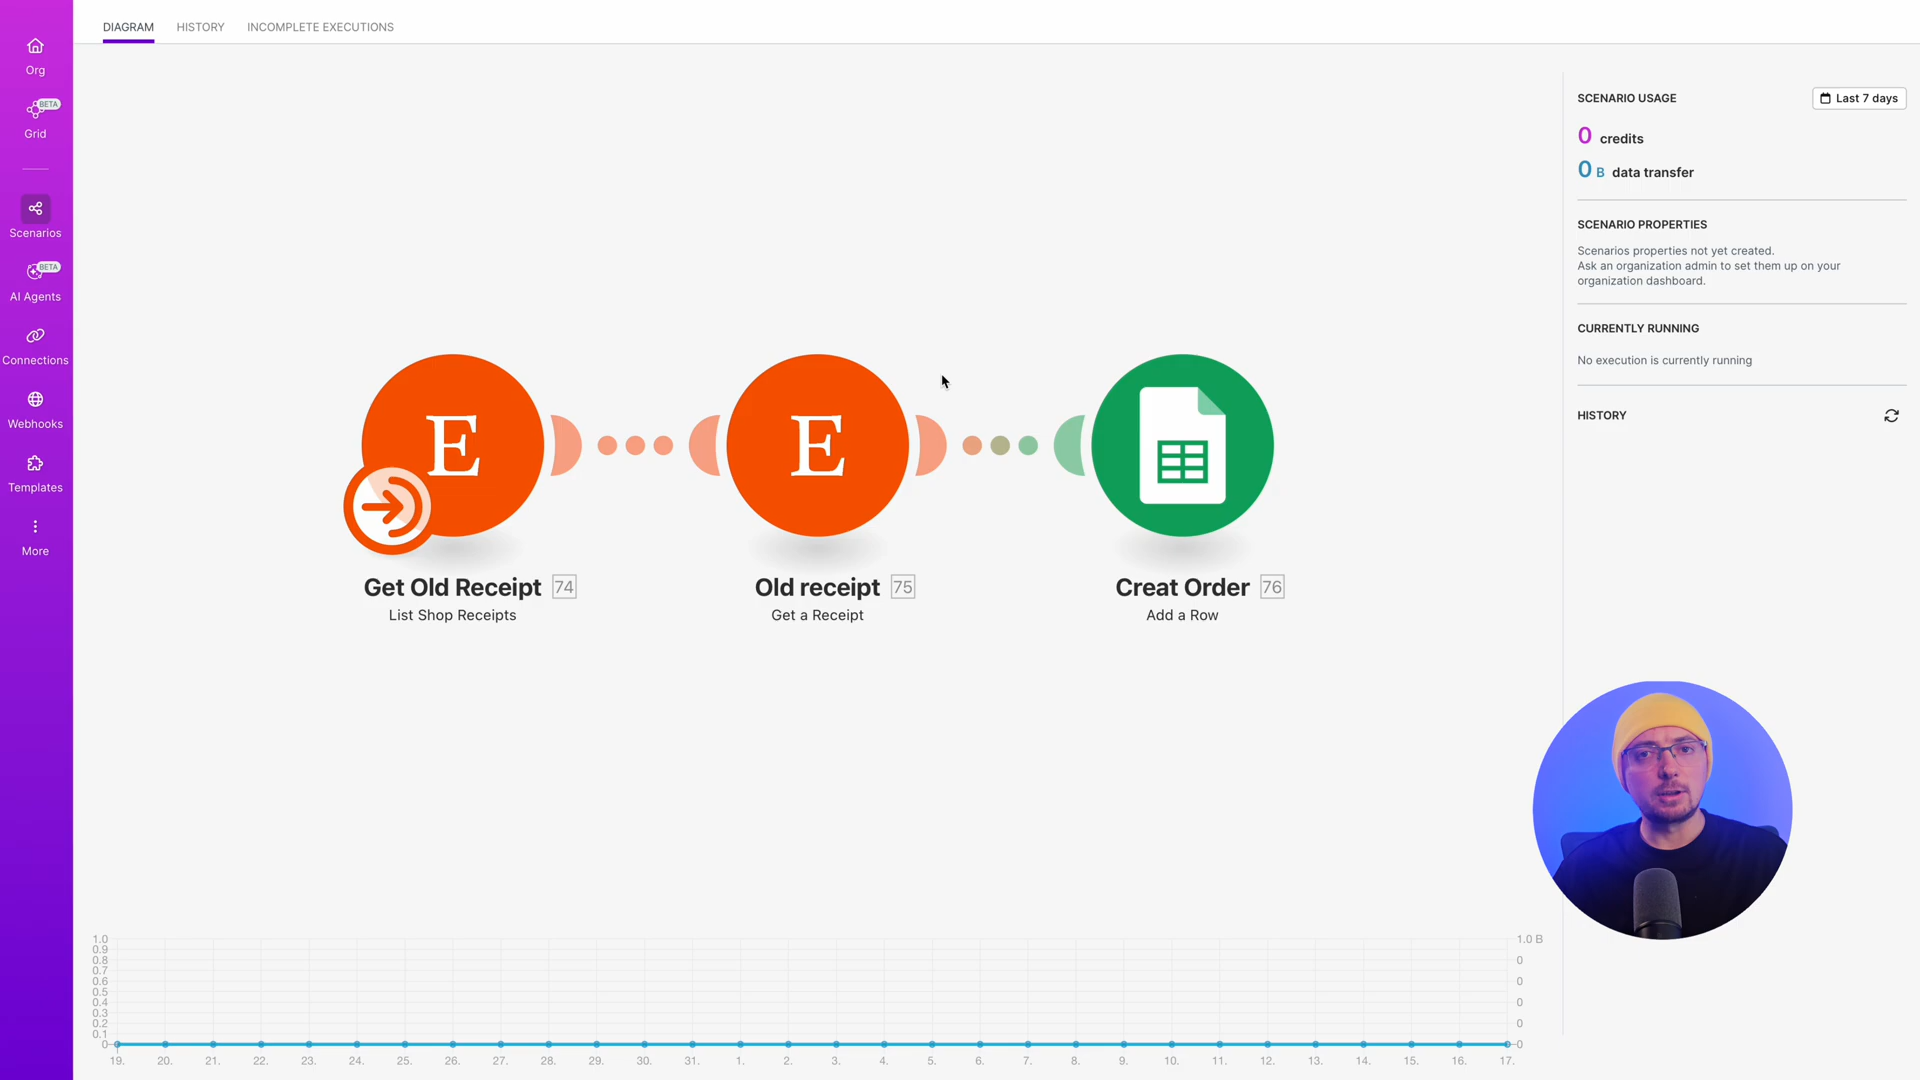 DIAGRAM HISTORY INCOMPLETE EXECUTIONS
Org
BETA
Grid
Scenarios
BETA
AI Agents
Connections
Webhooks
Templates
More
E
Get Old Receipt 74
List Shop Receipts
E
Old receipt 75
Get a Receipt
Creat Order 76
Add a Row
SCENARIO USAGE
Last 7 days
0 credits
0 B data transfer
SCENARIO PROPERTIES
Scenarios properties not yet created.
Ask an organization admin to set them up on your
organization dashboard.
CURRENTLY RUNNING
No execution is currently running
HISTORY
1.0
0.9
0.8
0.7
0.6
0.5
0.4
0.3
0.2
0.1
0
1.0 B
0
0
0
0
0
19. 20. 21. 22. 23. 24. 25. 26. 27. 28. 29. 30. 31. 1. 2. 3. 4. 5. 6. 7. 8. 9. 10. 11. 12. 13. 14. 15. 16. 17.